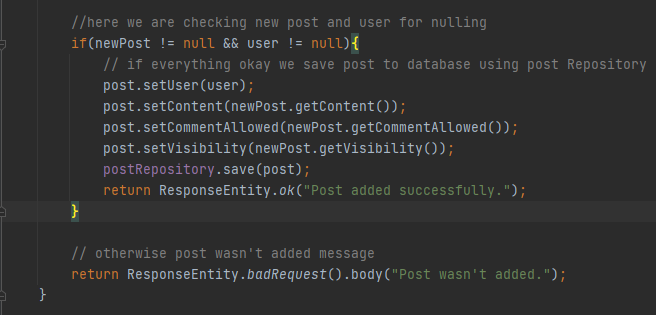 //here we are checking new post and user for nulling
if(newPost != null && user != null){
// if everything okay we save post to database using post Repository
post.setUser(user);
post.setContent(newPost.getContent());
post.setCommentAllowed(newPost.getCommentAllowed());
post.setVisibility(newPost.getVisibility());
postRepository.save(post);
return ResponseEntity.ok("Post added successfully.");
}
// otherwise post wasn't added message
return ResponseEntity.badRequest().body("Post wasn't added.");
}